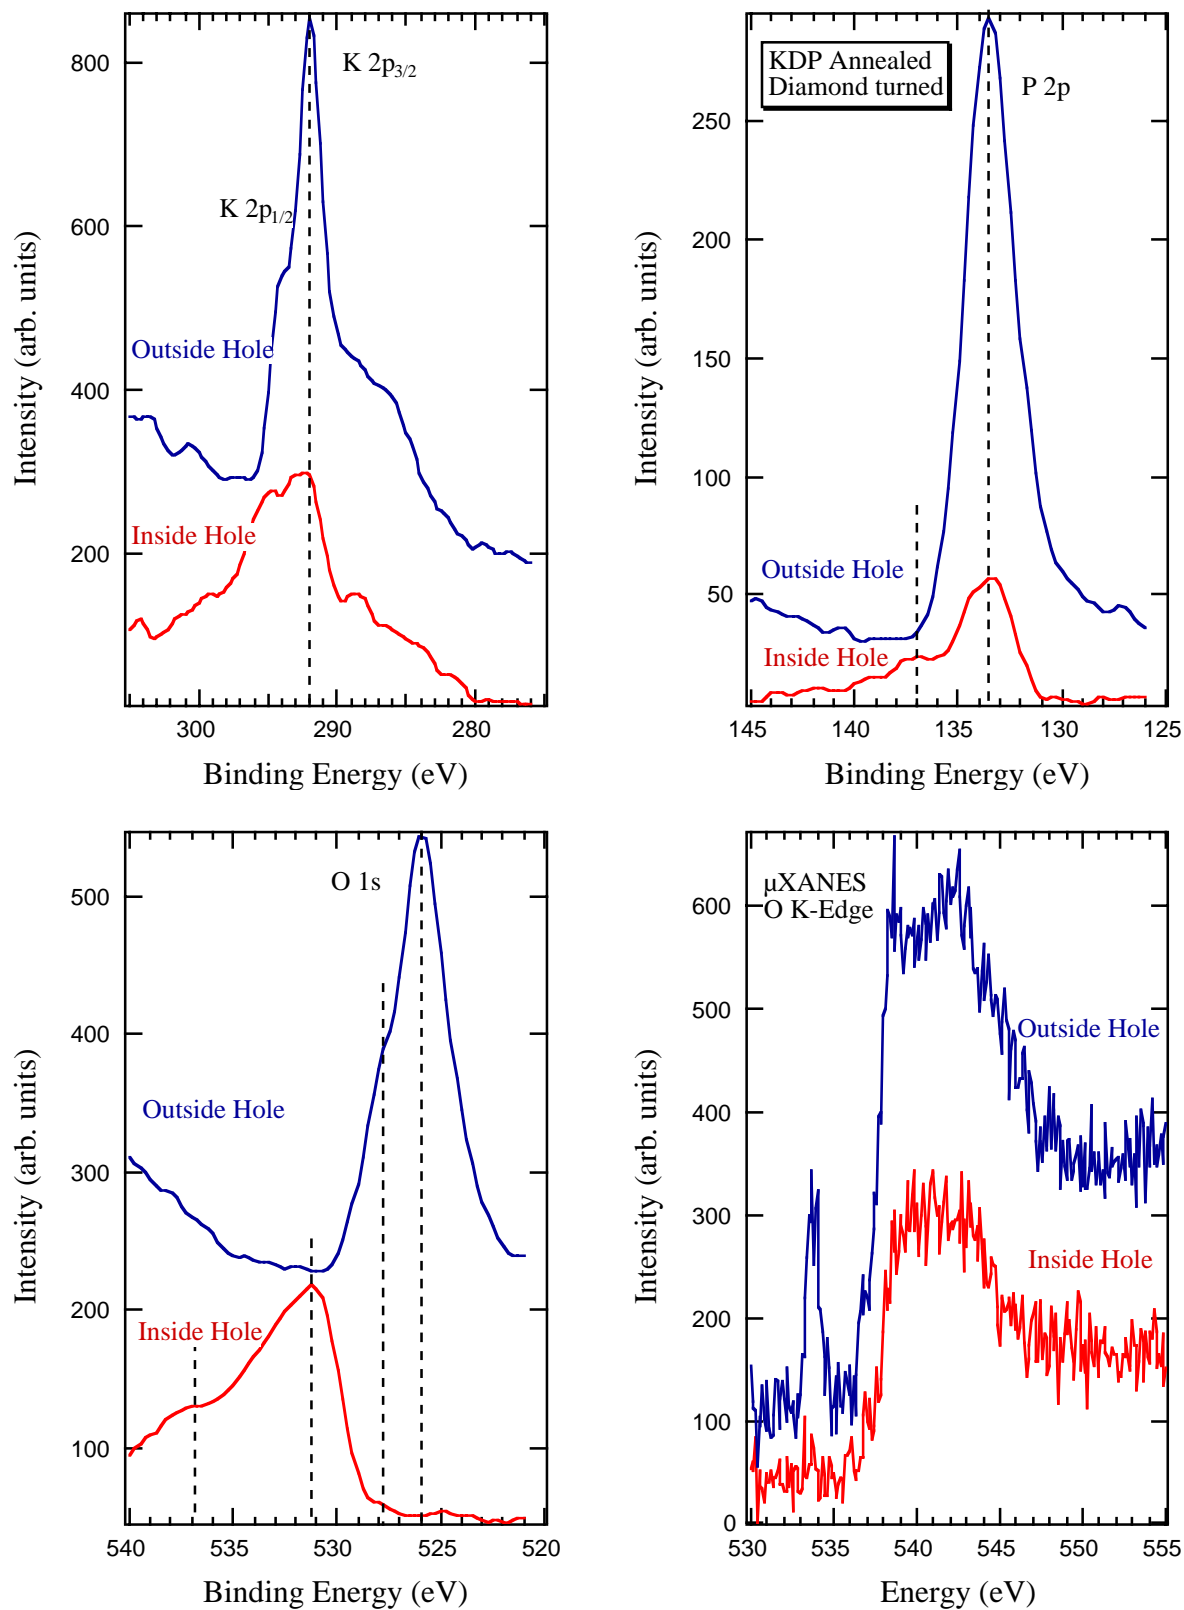 800
600
400
200
300
290
280
K 2p3/2
K 2p1/2
Outside Hole
Inside Hole
Intensity (arb. units)
Binding Energy (eV)
250
200
150
100
50
145
140
135
130
125
KDP Annealed
Diamond turned
P 2p
Outside Hole
Inside Hole
Intensity (arb. units)
Binding Energy (eV)
500
400
300
200
100
540
535
530
525
520
O 1s
Outside Hole
Inside Hole
Intensity (arb. units)
Binding Energy (eV)
600
500
400
300
200
100
0
530
535
540
545
550
555
µXANES
O K-Edge
Outside Hole
Inside Hole
Intensity (arb. units)
Energy (eV)